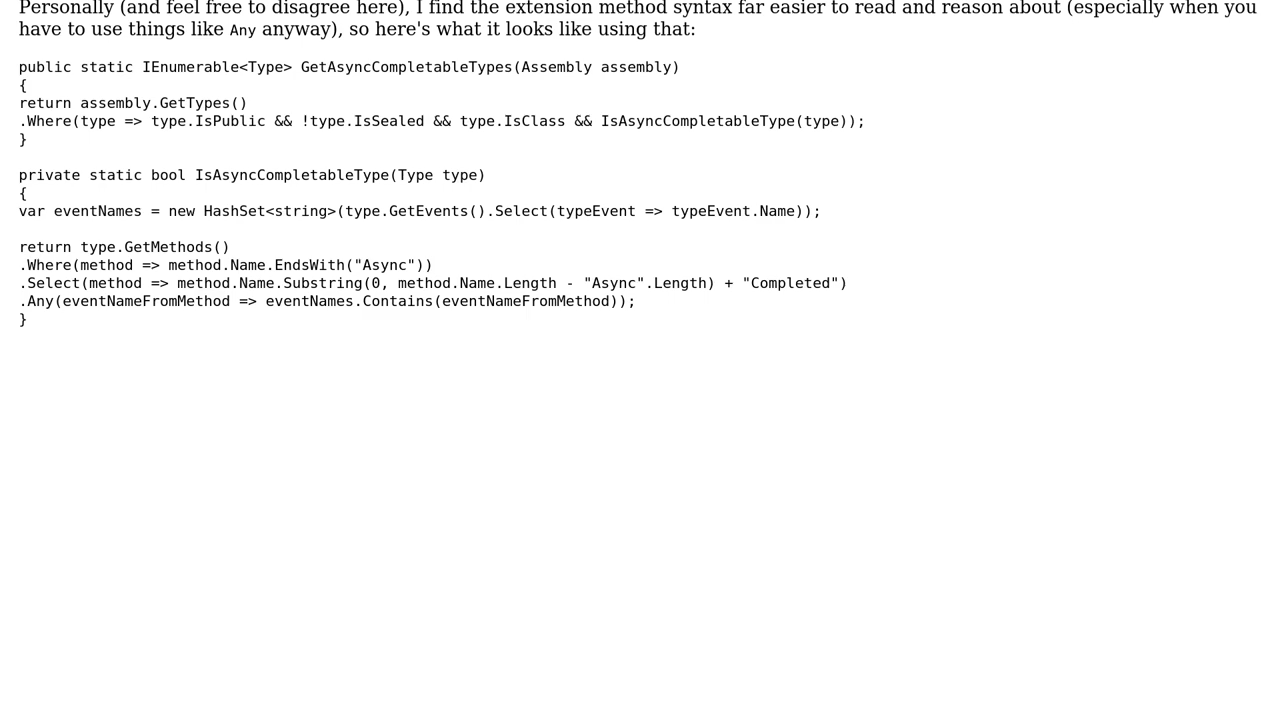 Personally (and feel free to disagree here), I find the extension method syntax far easier to read and reason about (especially when you
have to use things like Any anyway), so here's what it looks like using that:
public static IEnumerable<Type> GetAsyncCompletableTypes(Assembly assembly)
{
return assembly.GetTypes()
.Where(type => type.IsPublic && !type.IsSealed && type.IsClass && IsAsyncCompletableType(type));
}
private static bool IsAsyncCompletableType(Type type)
{
var eventNames = new HashSet<string>(type.GetEvents().Select(typeEvent => typeEvent.Name));
return type.GetMethods()
.Where(method => method.Name.EndsWith("Async"))
.Select(method => method.Name.Substring(0, method.Name.Length - "Async".Length) + "Completed")
.Any(eventNameFromMethod => eventNames.Contains(eventNameFromMethod));
}